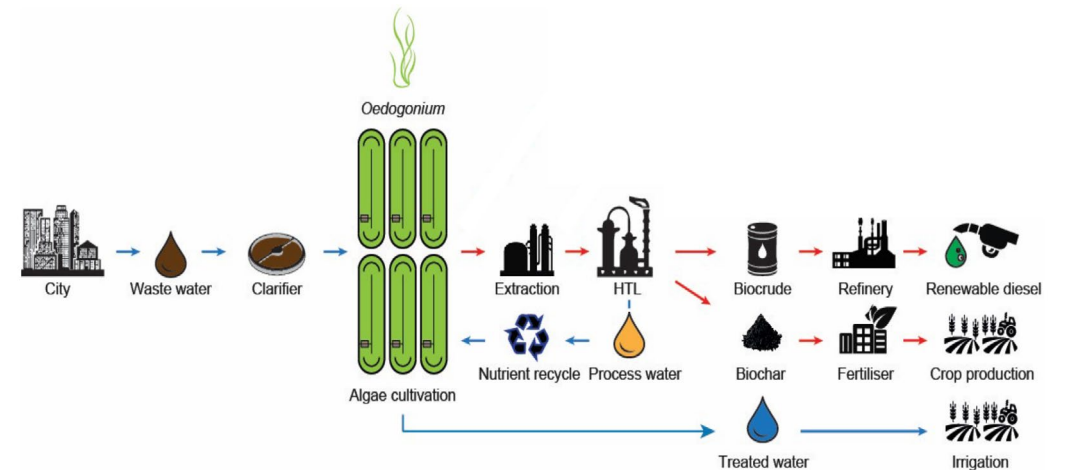 Oedogonium
City
Waste water
Clarifier
Extraction
HTL
Biocrude
Refinery
Renewable diesel
Nutrient recycle
Process water
Biochar
Fertiliser
Crop production
Algae cultivation
Treated water
Irrigation